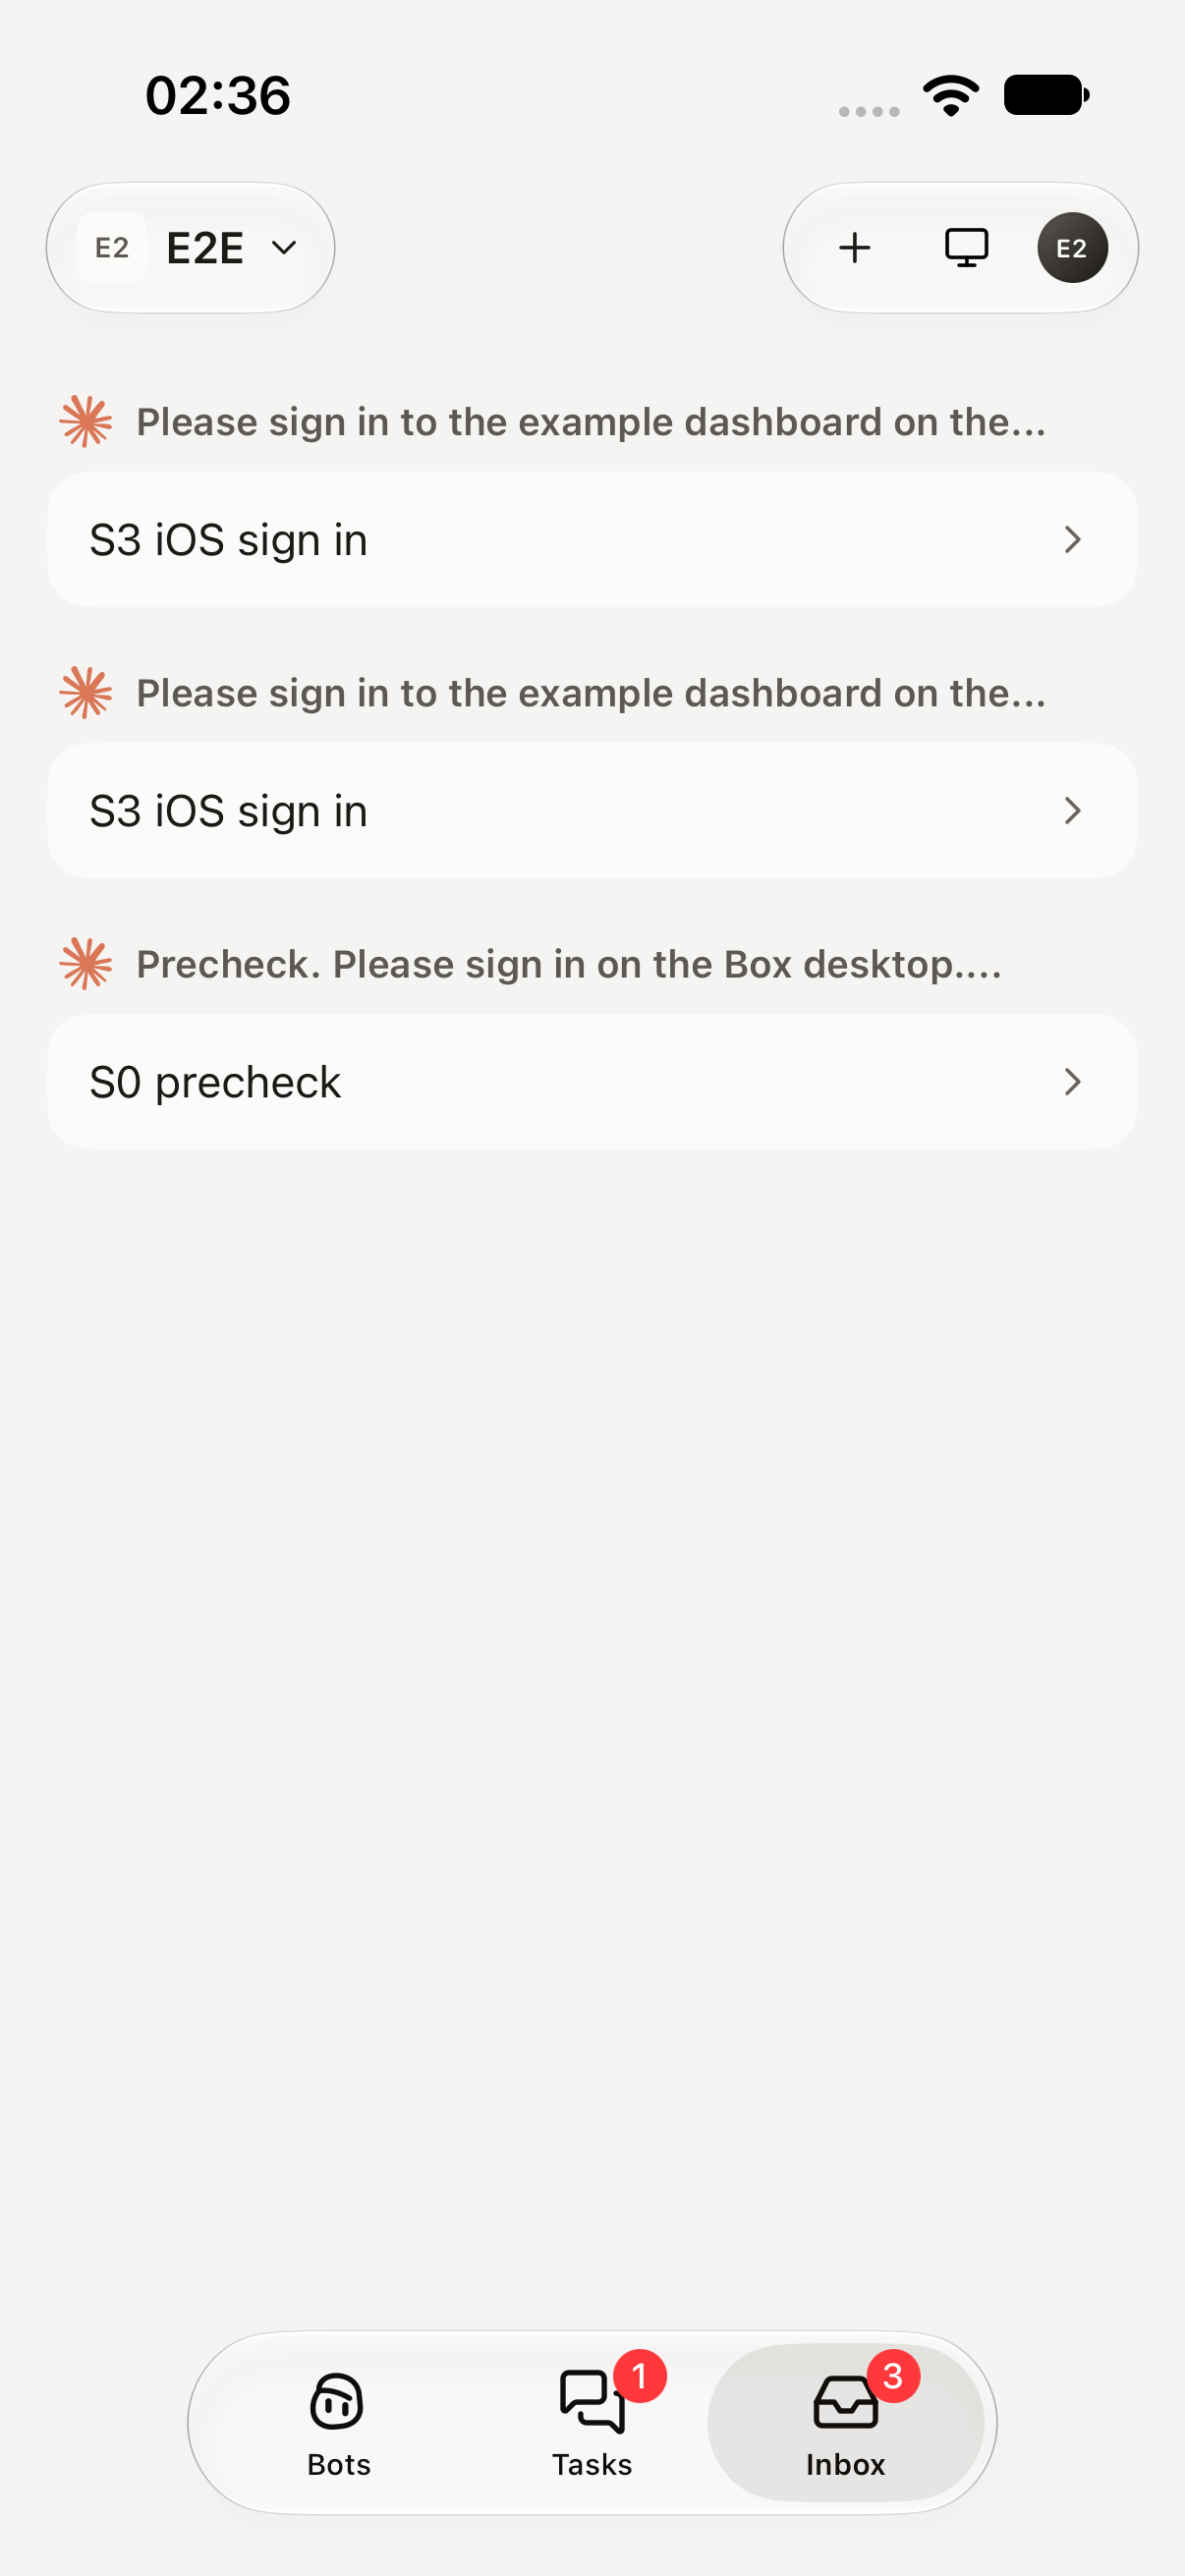 02:36
E2 E2E
E2
Please sign in to the example dashboard on the...
S3 iOS sign in
Please sign in to the example dashboard on the...
S3 iOS sign in
Precheck. Please sign in on the Box desktop....
S0 precheck
1
3
Bots
Tasks
Inbox